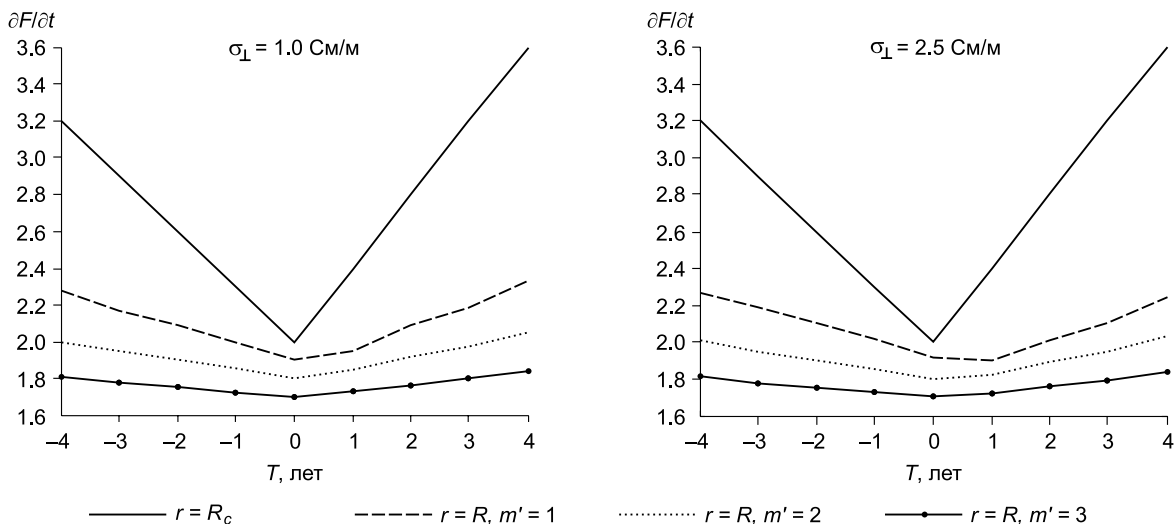 ∂F/∂t
σ⊥ = 1.0 См/м
3.6
3.4
3.2
3.0
2.8
2.6
2.4
2.2
2.0
1.8
1.6
–4 –3 –2 –1 0 1 2 3 4
T, лет
∂F/∂t
σ⊥ = 2.5 См/м
3.6
3.4
3.2
3.0
2.8
2.6
2.4
2.2
2.0
1.8
1.6
–4 –3 –2 –1 0 1 2 3 4
T, лет
r = Rc r = R, m′ = 1 r = R, m′ = 2 r = R, m′ = 3